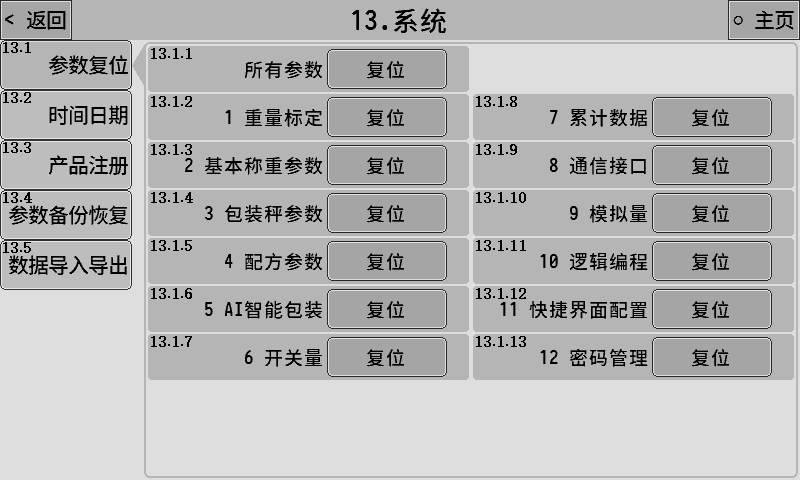 < 返回
13.系统
○ 主页
13.1
参数复位
13.2
时间日期
13.3
产品注册
13.4
参数备份恢复
13.5
数据导入导出
13.1.1
所有参数 复位
13.1.2
1 重量标定 复位
13.1.3
2 基本称重参数 复位
13.1.4
3 包装秤参数 复位
13.1.5
4 配方参数 复位
13.1.6
5 AI智能包装 复位
13.1.7
6 开关量 复位
13.1.8
7 累计数据 复位
13.1.9
8 通信接口 复位
13.1.10
9 模拟量 复位
13.1.11
10 逻辑编程 复位
13.1.12
11 快捷界面配置 复位
13.1.13
12 密码管理 复位